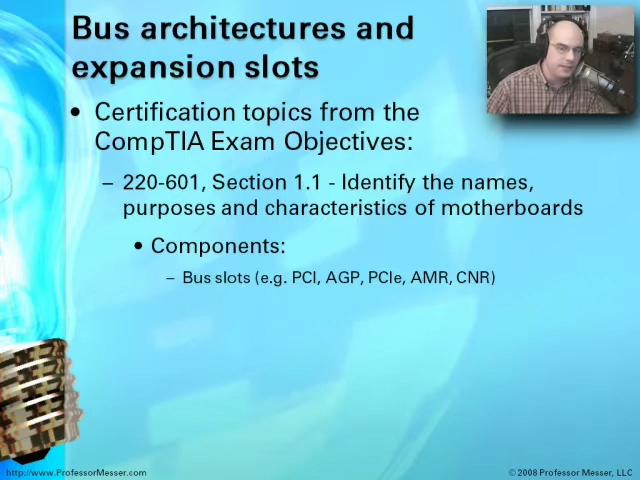 Bus architectures and
expansion slots
• Certification topics from the
CompTIA Exam Objectives:
– 220-601, Section 1.1 - Identify the names,
purposes and characteristics of motherboards
• Components:
– Bus slots (e.g. PCI, AGP, PCIe, AMR, CNR)
http://www.ProfessorMesser.com
© 2008 Professor Messer, LLC